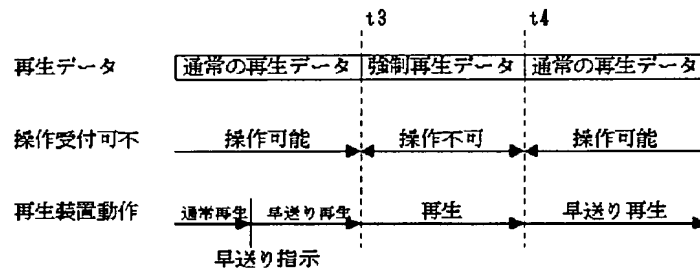 t3 t4
再生データ 通常の再生データ 強制再生データ 通常の再生データ
操作受付可不 操作可能 操作不可 操作可能
再生装置動作 通常再生 早送り再生 再生 早送り再生
早送り指示